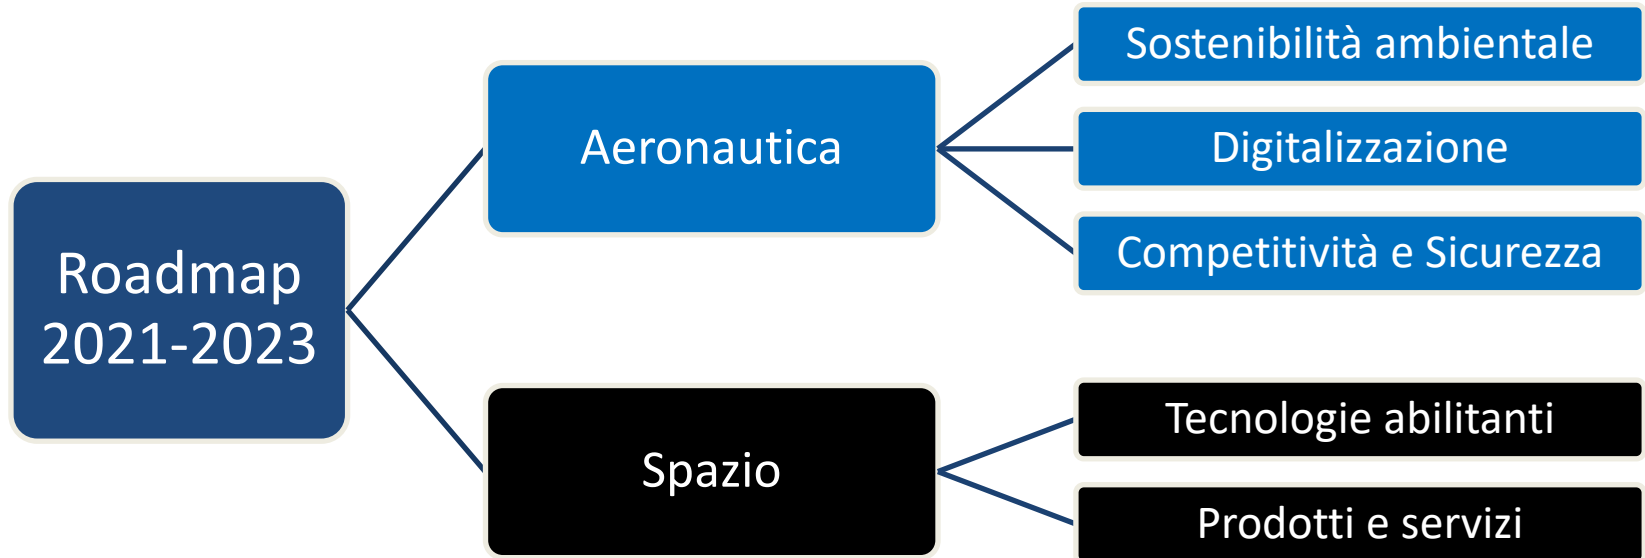 Roadmap
2021-2023
Aeronautica
Sostenibilità ambientale
Digitalizzazione
Competitività e Sicurezza
Spazio
Tecnologie abilitanti
Prodotti e servizi